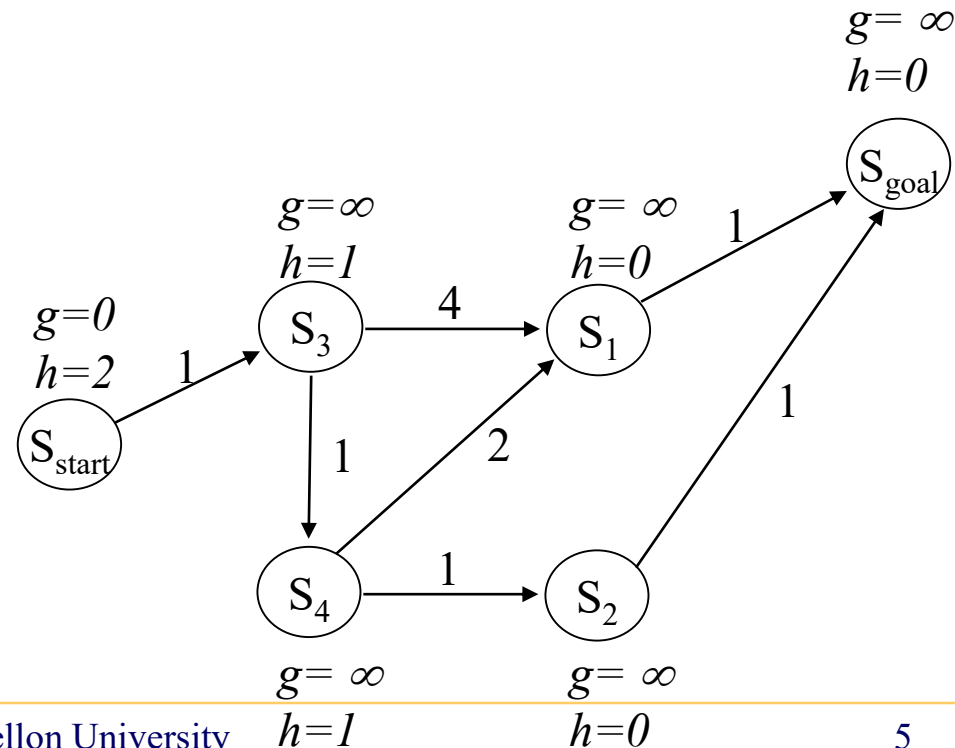 g= ∞
h=0
S_goal
g=∞
h=1
g= ∞
h=0
1
g=0
h=2
S_3
4
S_1
1
S_start
1
2
1
S_4
1
S_2
g= ∞
h=1
g= ∞
h=0
ellon University
5